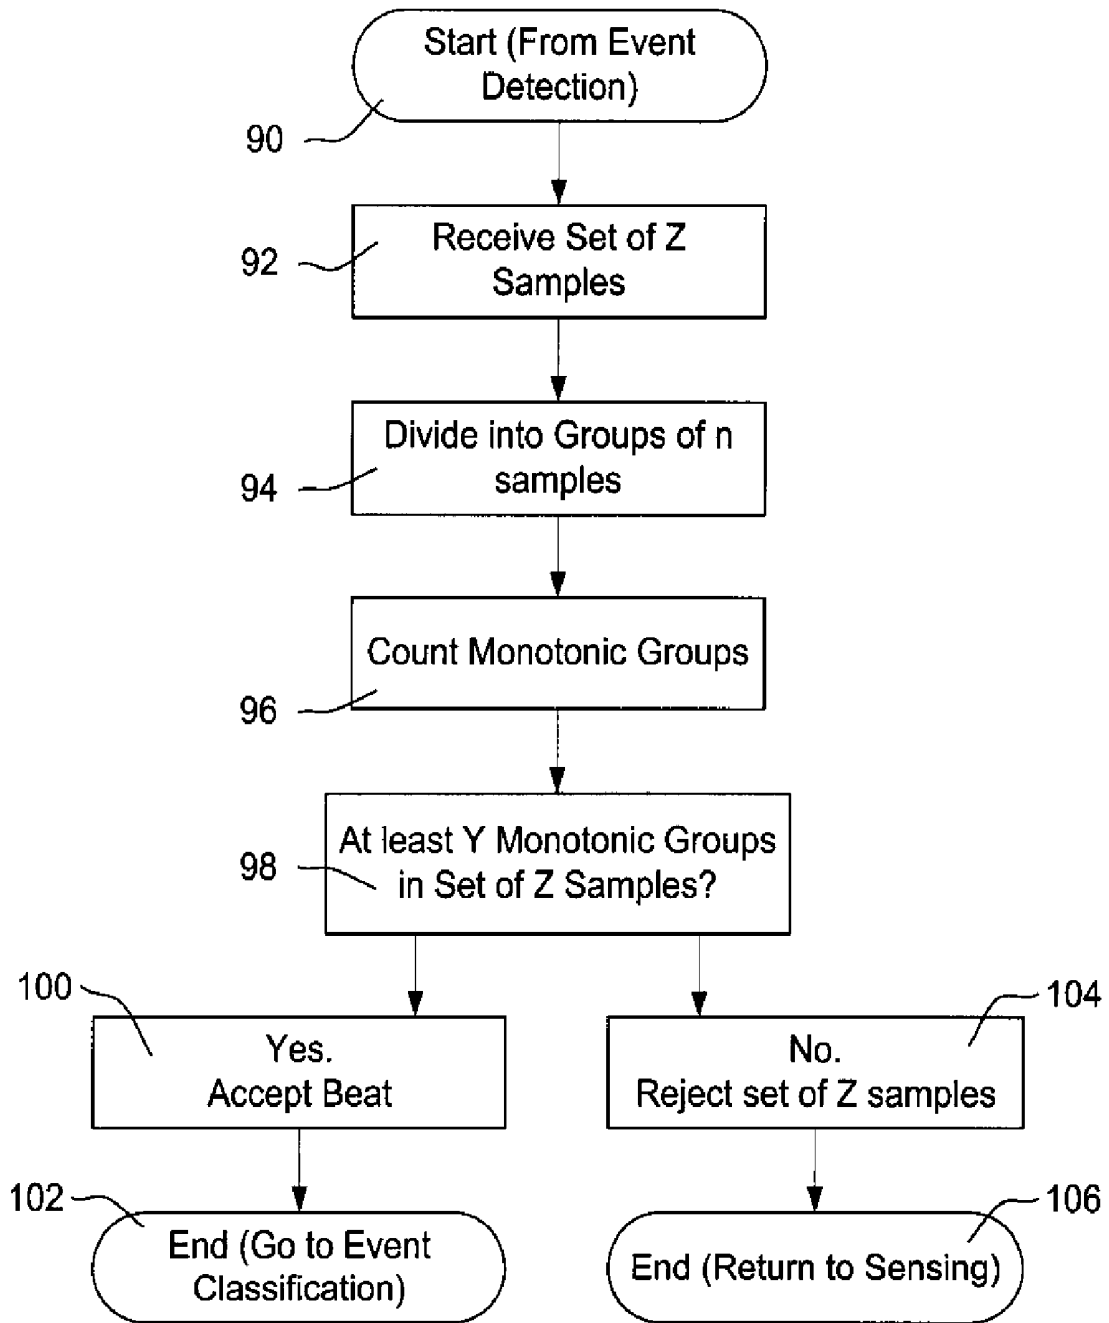 Start (From Event
Detection)
90
Receive Set of Z
Samples
92
Divide into Groups of n
samples
94
Count Monotonic Groups
96
At least Y Monotonic Groups
in Set of Z Samples?
98
100
Yes.
Accept Beat
104
No.
Reject set of Z samples
102
End (Go to Event
Classification)
106
End (Return to Sensing)